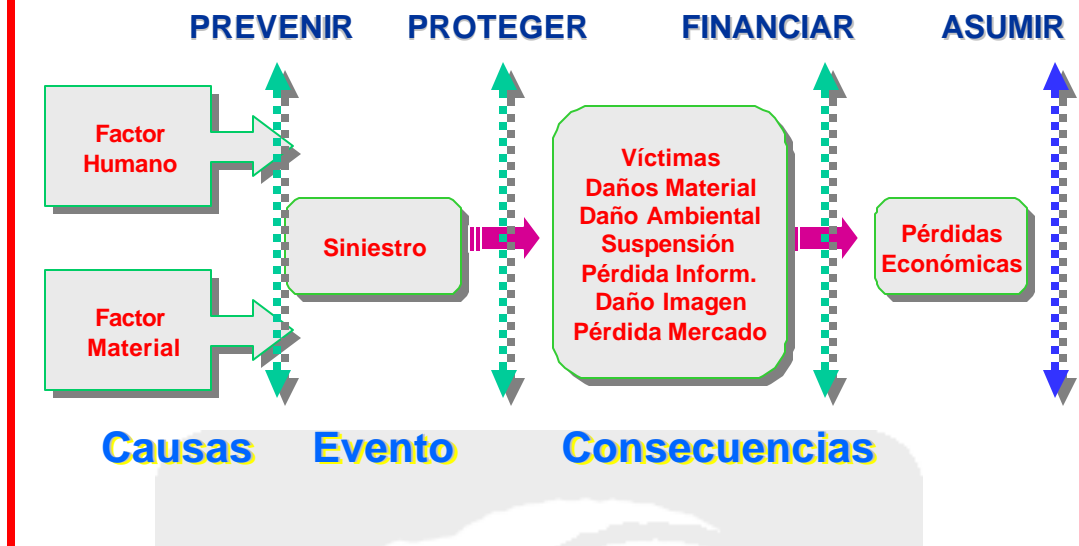 PREVENIR PROTEGER FINANCIAR ASUMIR
Factor
Humano
Factor
Material
Siniestro
Víctimas
Daños Material
Daño Ambiental
Suspensión
Pérdida Inform.
Daño Imagen
Pérdida Mercado
Pérdidas
Económicas
Causas Evento Consecuencias